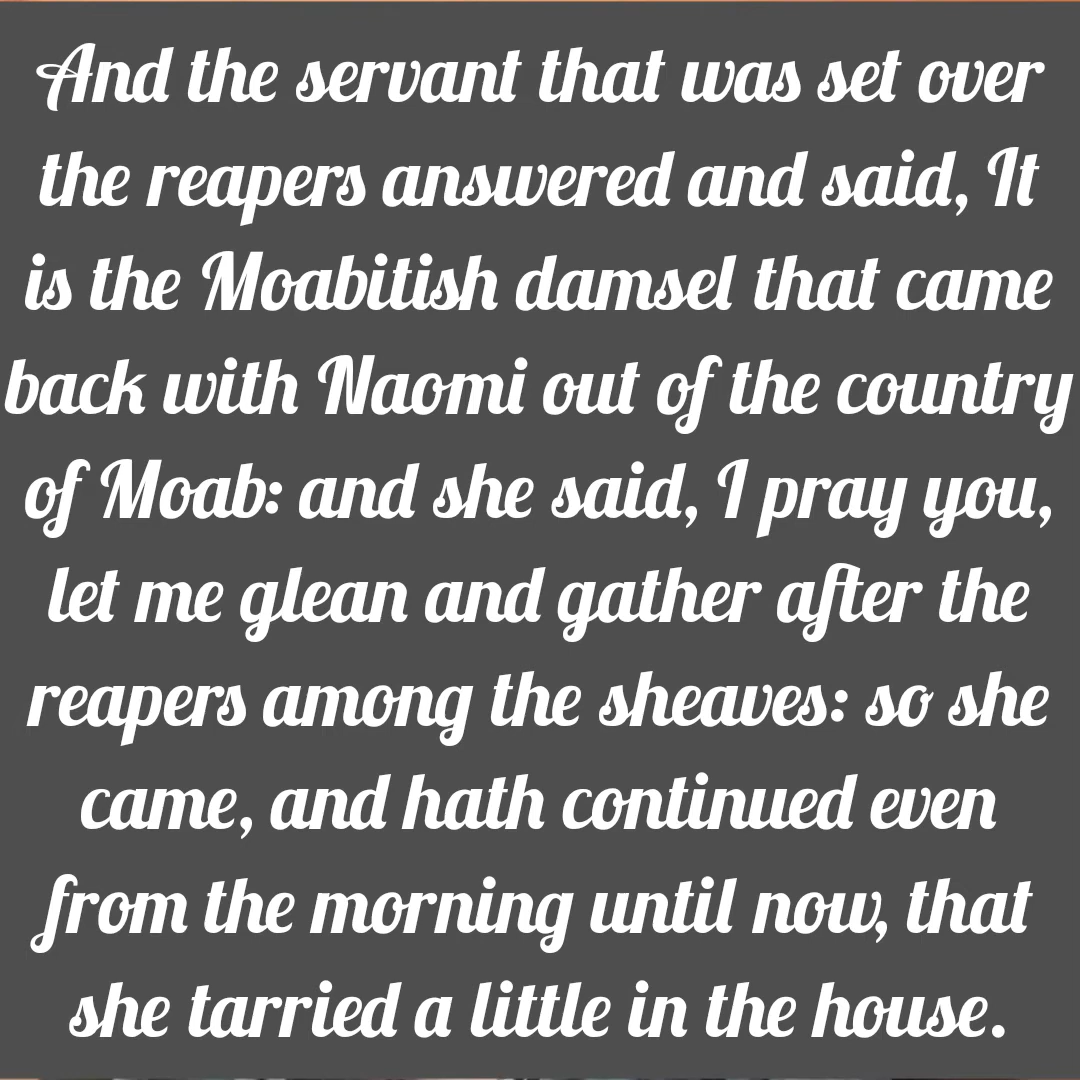 And the servant that was set over
the reapers answered and said, It
is the Moabitish damsel that came
back with Naomi out of the country
of Moab: and she said, I pray you,
let me glean and gather after the
reapers among the sheaves: so she
came, and hath continued even
from the morning until now, that
she tarried a little in the house.